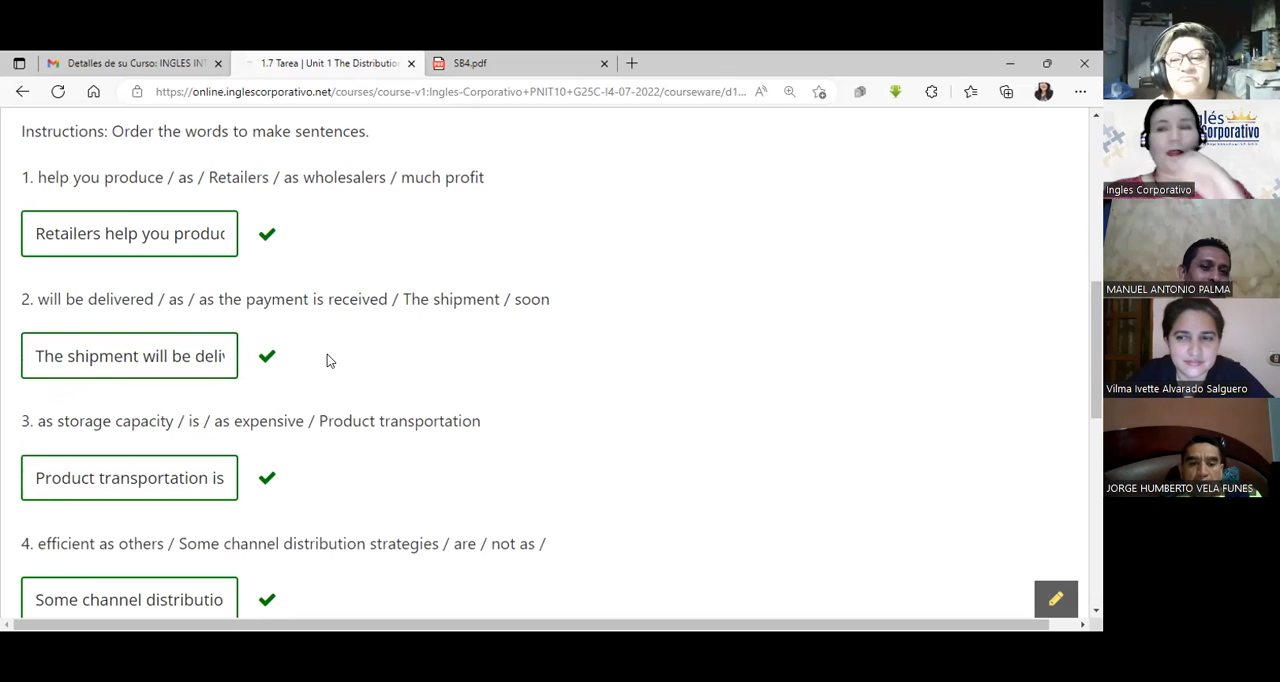 Detalles de su Curso: INGLES INT
1.7 Tarea | Unit 1 The Distributio
SB4.pdf
https://online.inglescorporativo.net/courses/course-v1:Ingles-Corporativo+PNIT10+G25C-I4-07-2022/courseware/d1...
Instructions: Order the words to make sentences.
1. help you produce / as / Retailers / as wholesalers / much profit
Retailers help you produc
2. will be delivered / as / as the payment is received / The shipment / soon
The shipment will be deliv
3. as storage capacity / is / as expensive / Product transportation
Product transportation is
4. efficient as others / Some channel distribution strategies / are / not as /
Some channel distributio
glés
Corporativo
Ingles Corporativo
MANUEL ANTONIO PALMA
Vilma Ivette Alvarado Salguero
JORGE HUMBERTO VELA FUNES